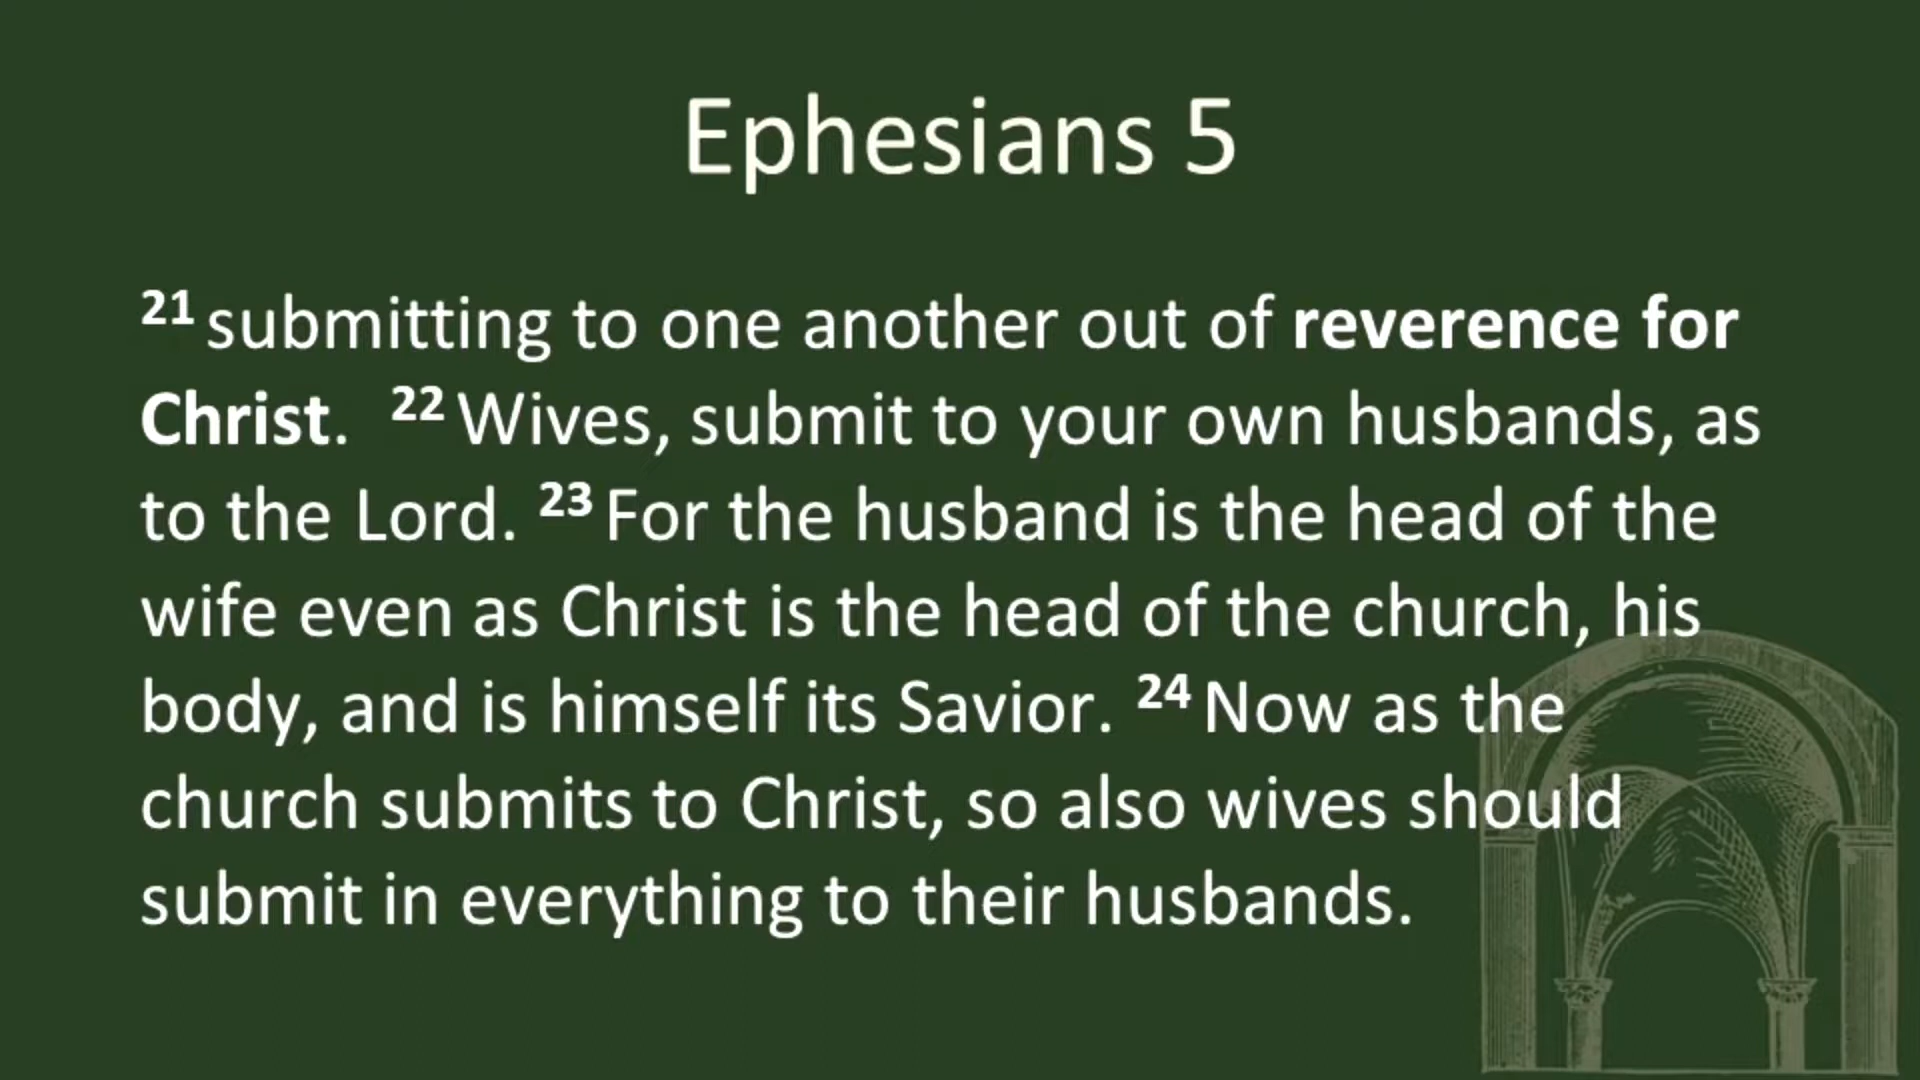 Ephesians 5
21 submitting to one another out of reverence for
Christ. 22 Wives, submit to your own husbands, as
to the Lord. 23 For the husband is the head of the
wife even as Christ is the head of the church, his
body, and is himself its Savior. 24 Now as the
church submits to Christ, so also wives should
submit in everything to their husbands.